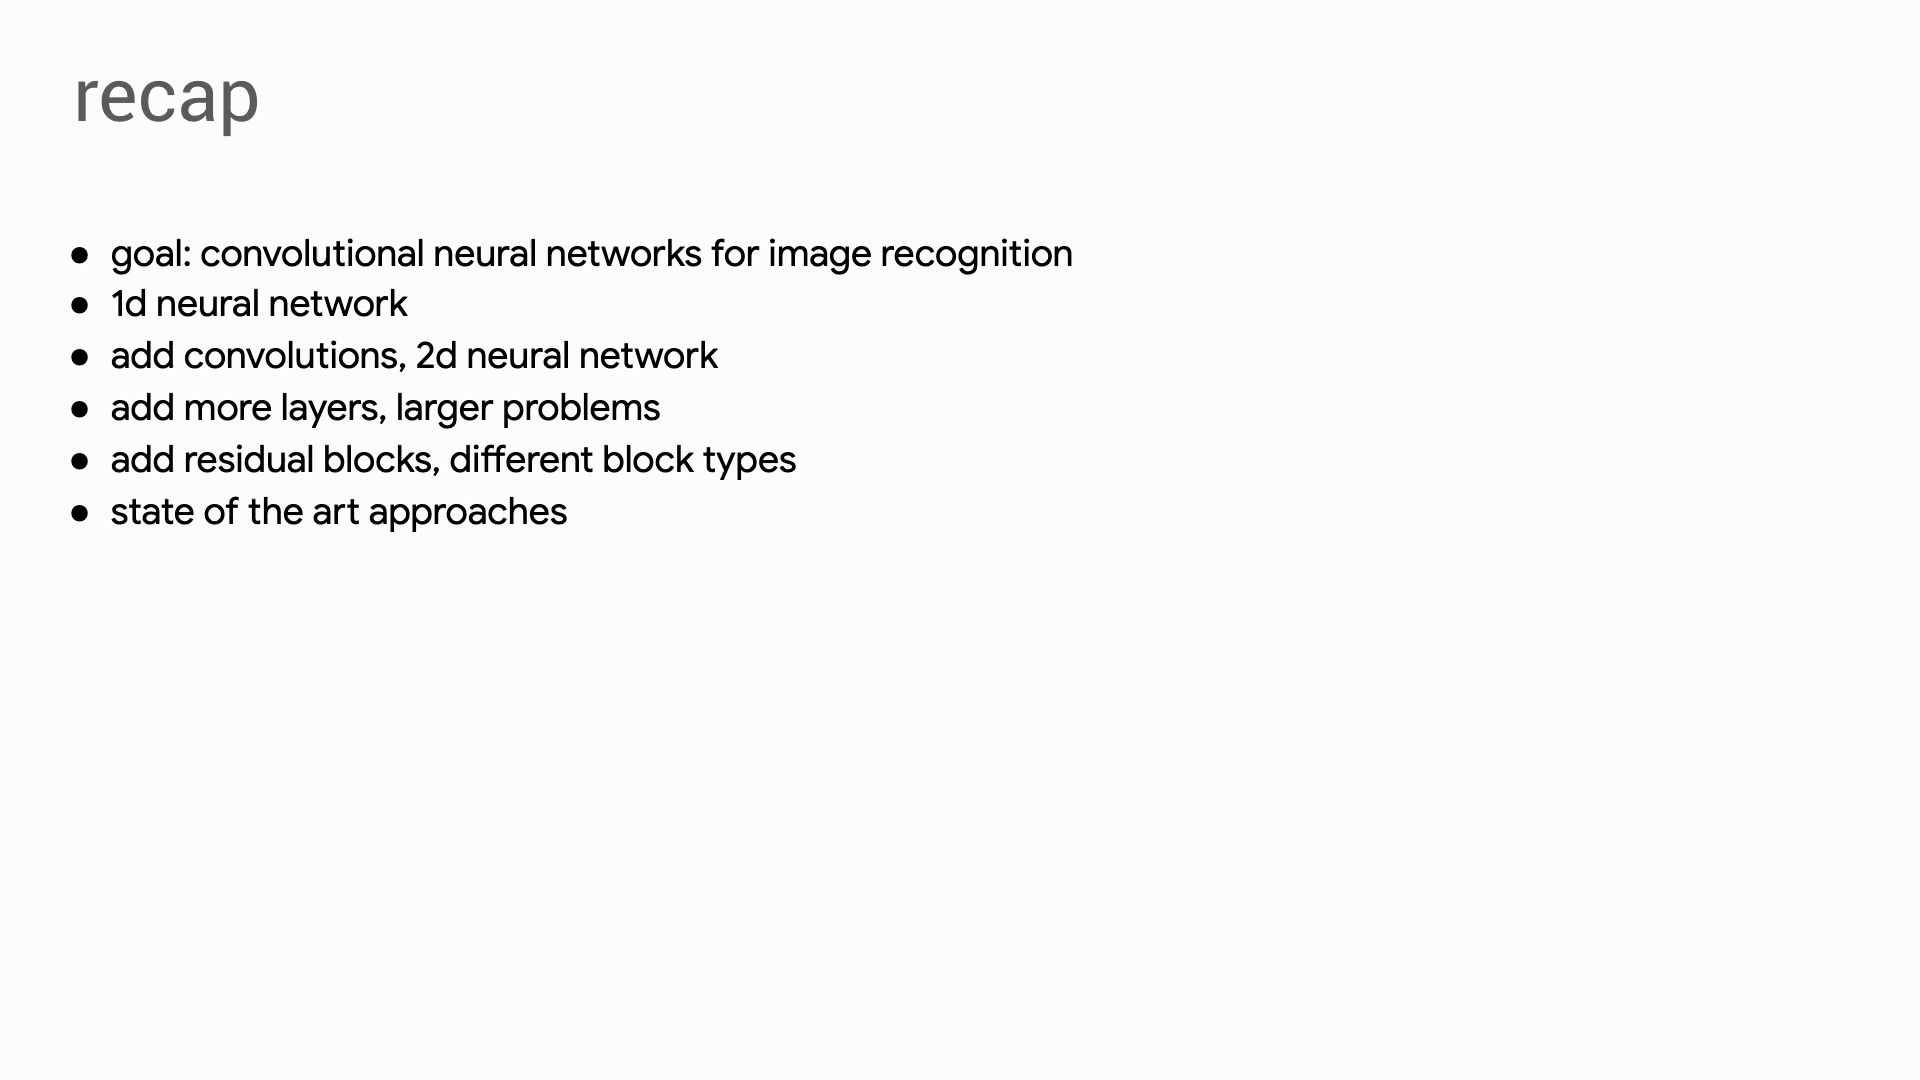 recap
● goal: convolutional neural networks for image recognition
● 1d neural network
● add convolutions, 2d neural network
● add more layers, larger problems
● add residual blocks, different block types
● state of the art approaches